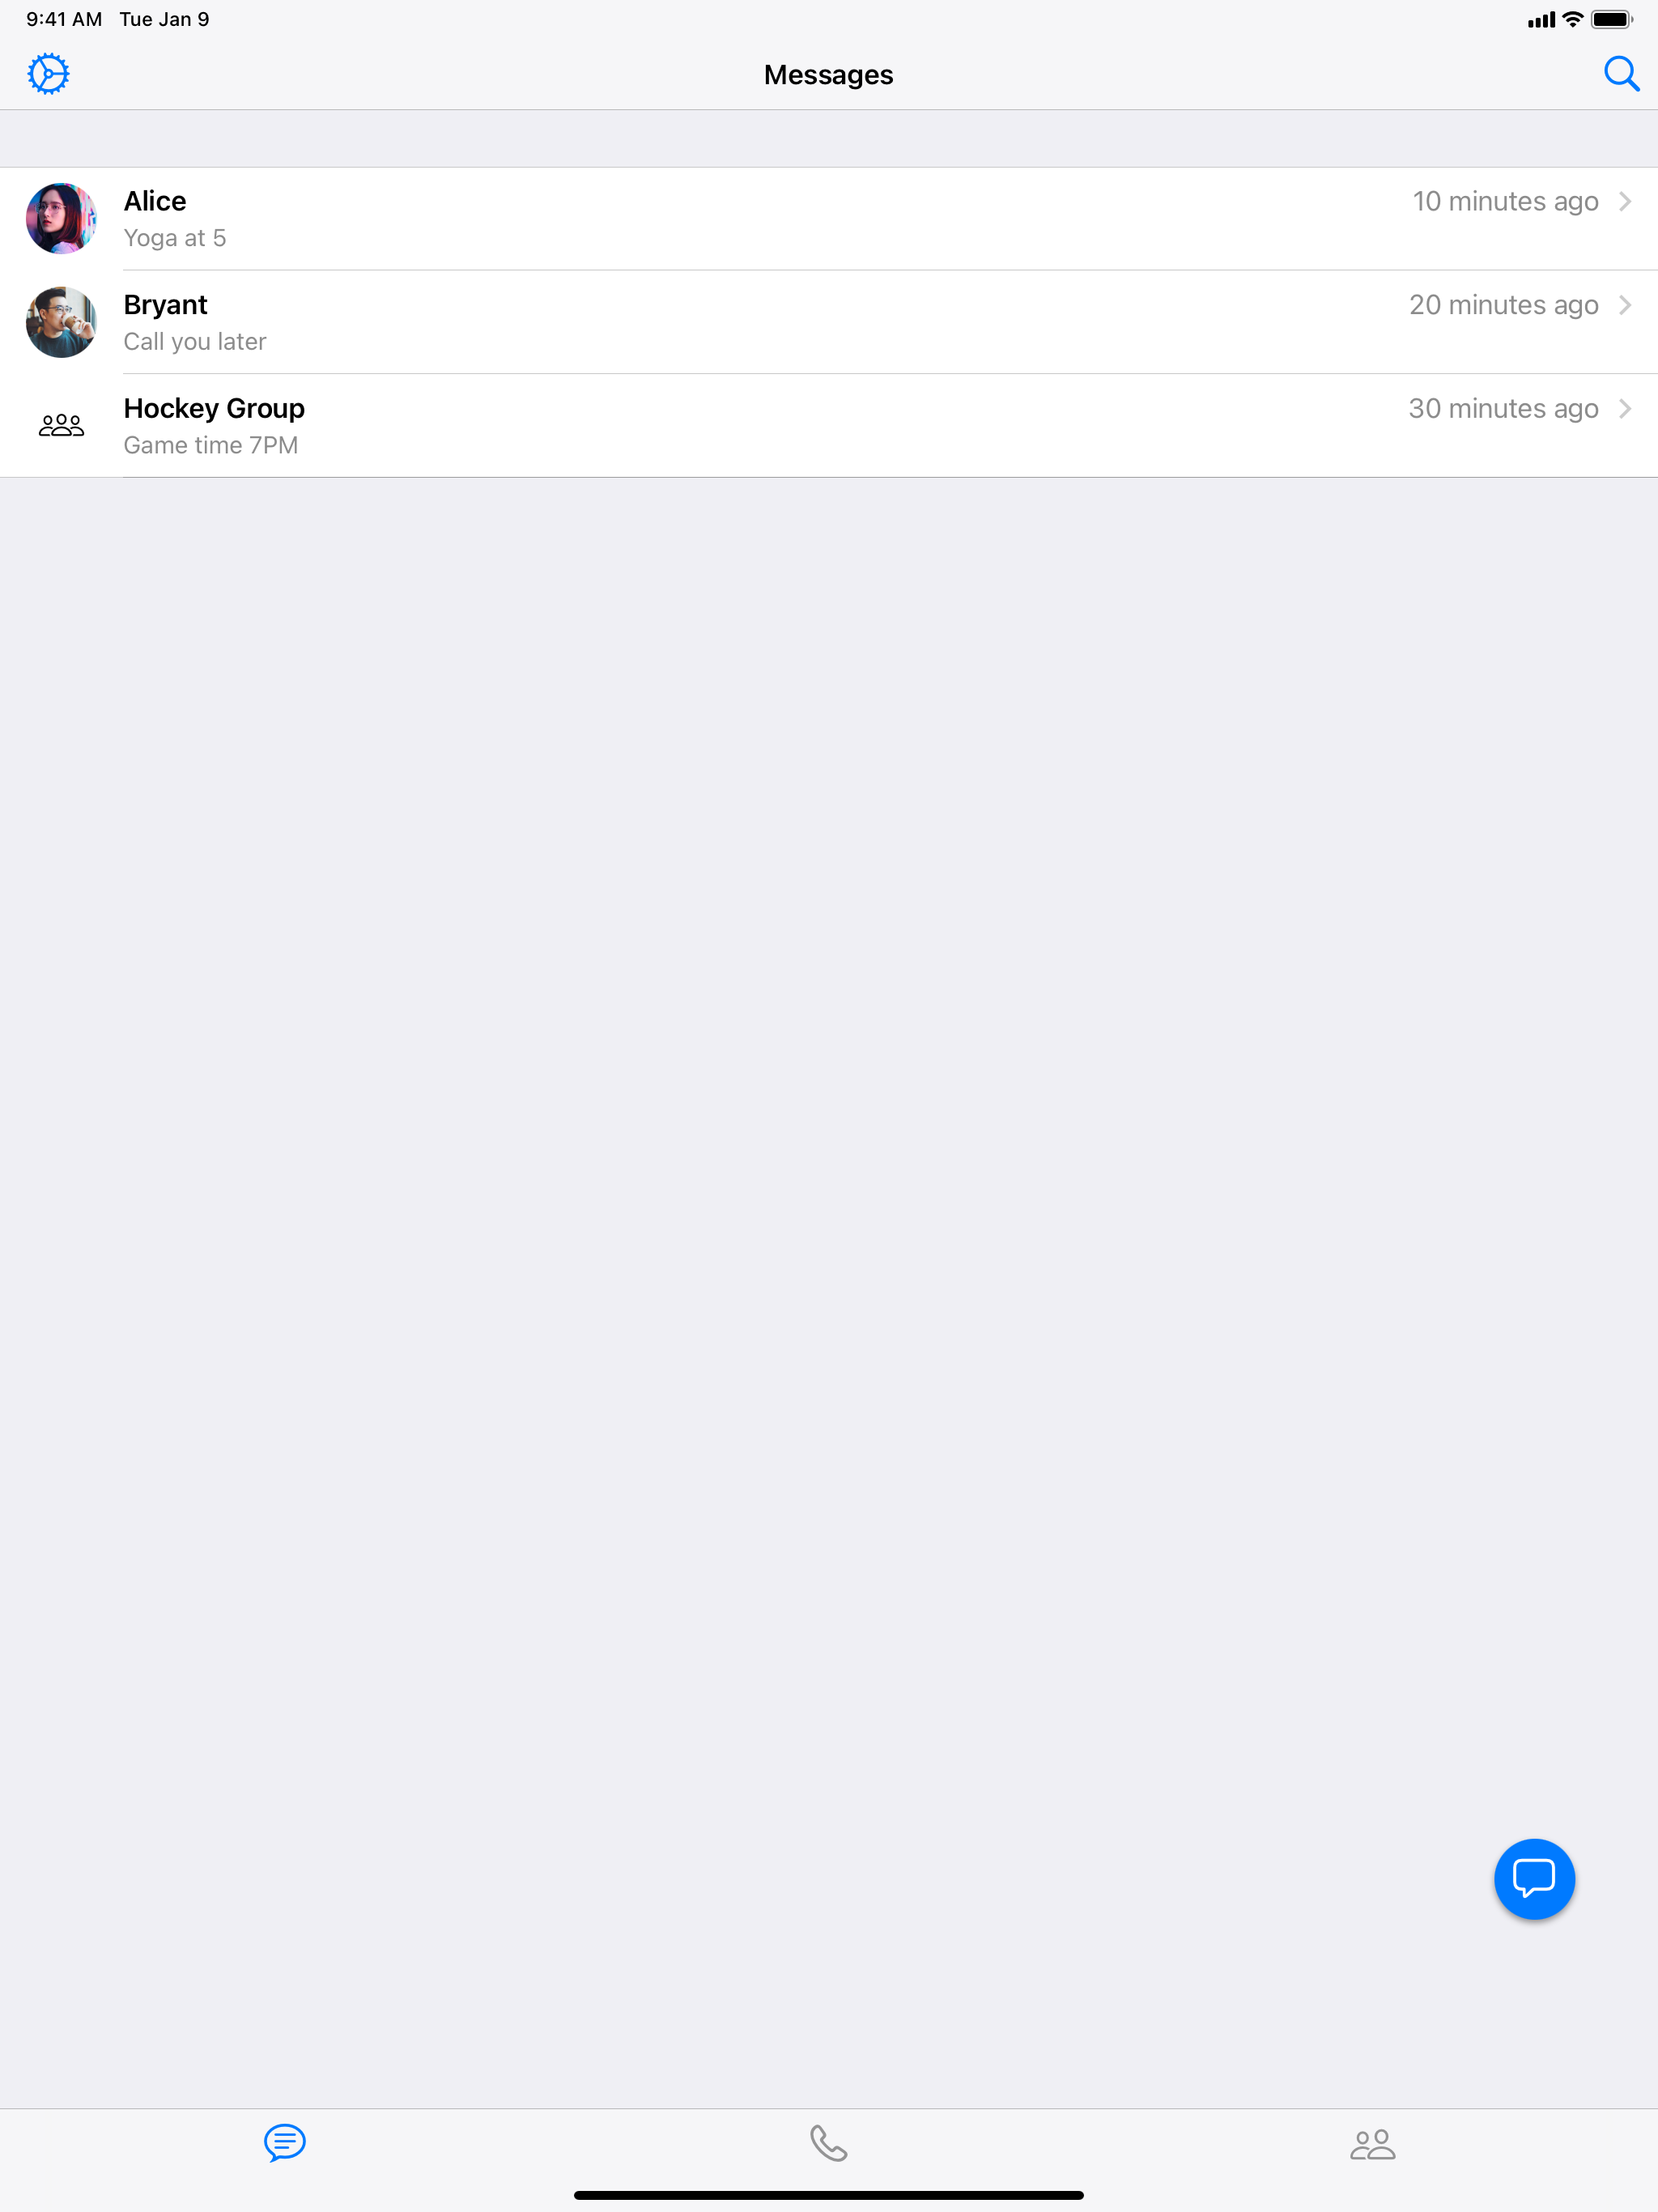 9:41 AM Tue Jan 9
Messages
Alice
10 minutes ago
Yoga at 5
Bryant
20 minutes ago
Call you later
Hockey Group
30 minutes ago
Game time 7PM